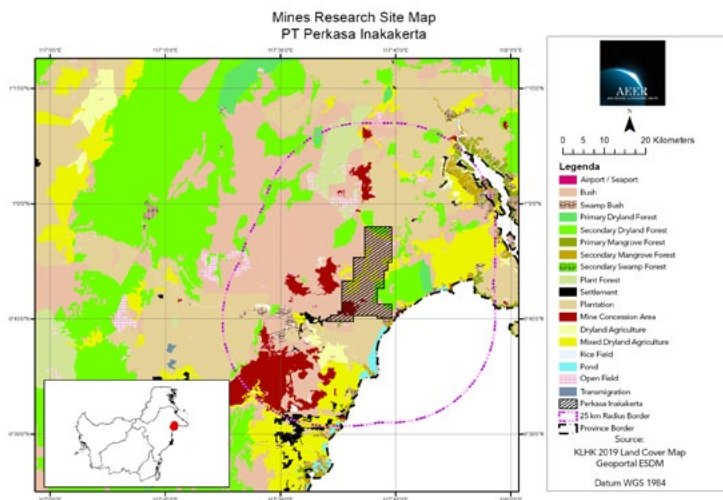 Mines Research Site Map
PT Perkasa Inakakerta
AEER
N
0 5 10 20 Kilometers
Legenda
Airport / Seaport
Bush
Swamp Bush
Primary Dryland Forest
Secondary Dryland Forest
Primary Mangrove Forest
Secondary Mangrove Forest
Secondary Swamp Forest
Plant Forest
Settlement
Plantation
Mine Concession Area
Dryland Agriculture
Mixed Dryland Agriculture
Rice Field
Pond
Open Field
Transmigration
Perkasa Inakakerta
25 km Radius Border
Province Border
Source:
KLHK 2019 Land Cover Map
Geoportal ESDM
Datum WGS 1984